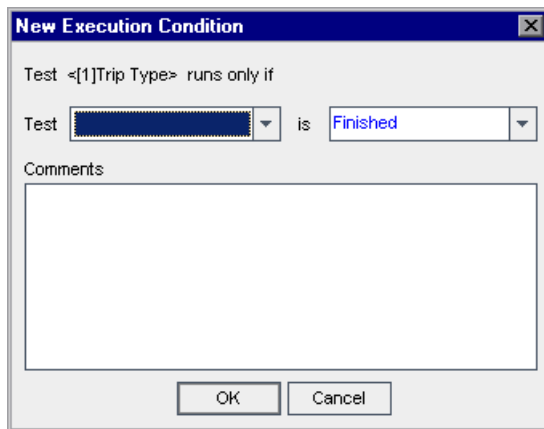 New Execution Condition
Test <[1]Trip Type> runs only if
Test is Finished
Comments
OK Cancel